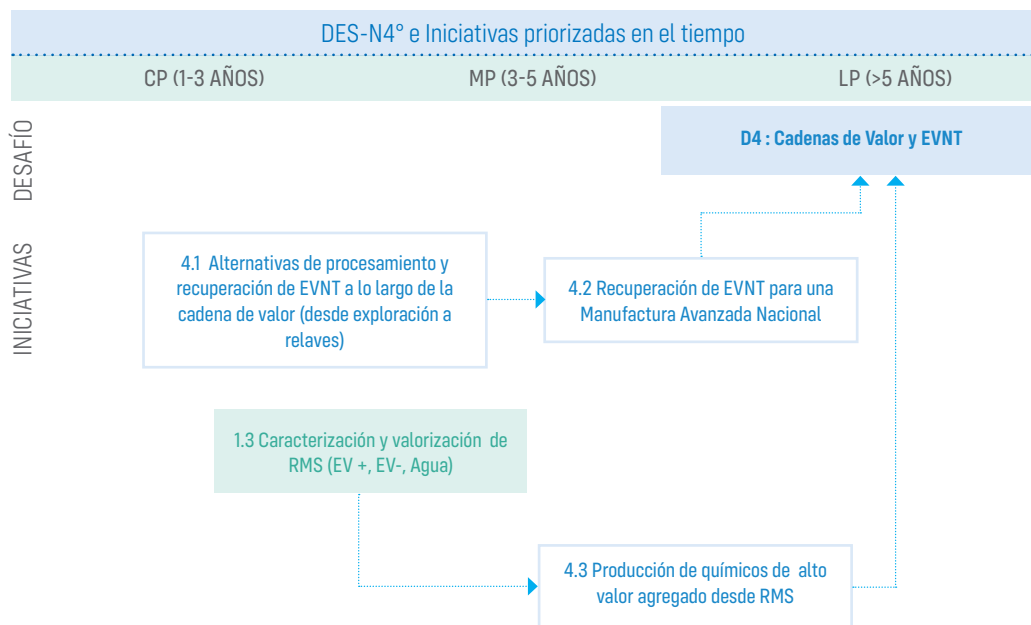 DES-N4° e Iniciativas priorizadas en el tiempo
CP (1-3 AÑOS)
MP (3-5 AÑOS)
LP (>5 AÑOS)
DESAFÍO
D4 : Cadenas de Valor y EVNT
INICIATIVAS
4.1 Alternativas de procesamiento y
recuperación de EVNT a lo largo de la
cadena de valor (desde exploración a
relaves)
4.2 Recuperación de EVNT para una
Manufactura Avanzada Nacional
1.3 Caracterización y valorización de
RMS (EV +, EV-, Agua)
4.3 Producción de químicos de alto
valor agregado desde RMS